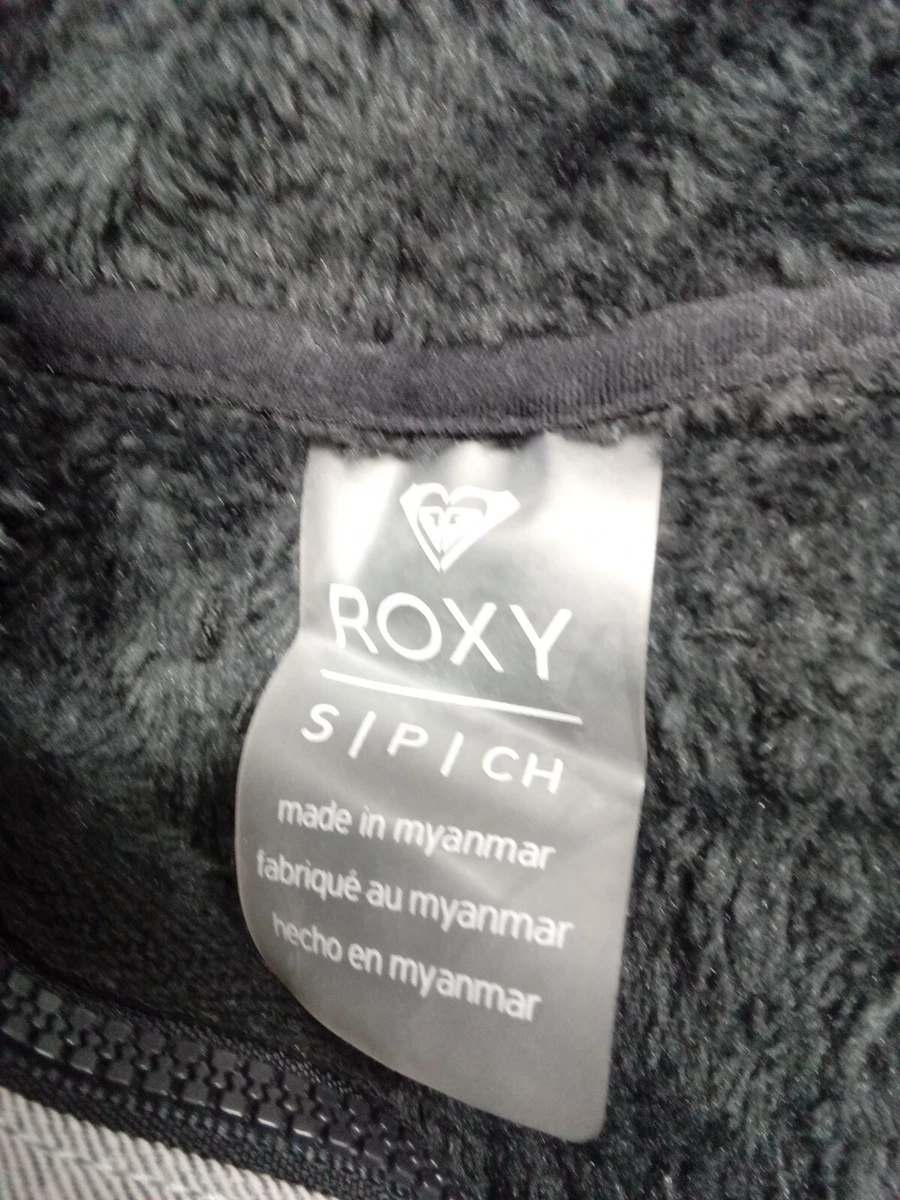 ROXY
S | P | CH
made in myanmar
fabriqué au myanmar
hecho en myanmar